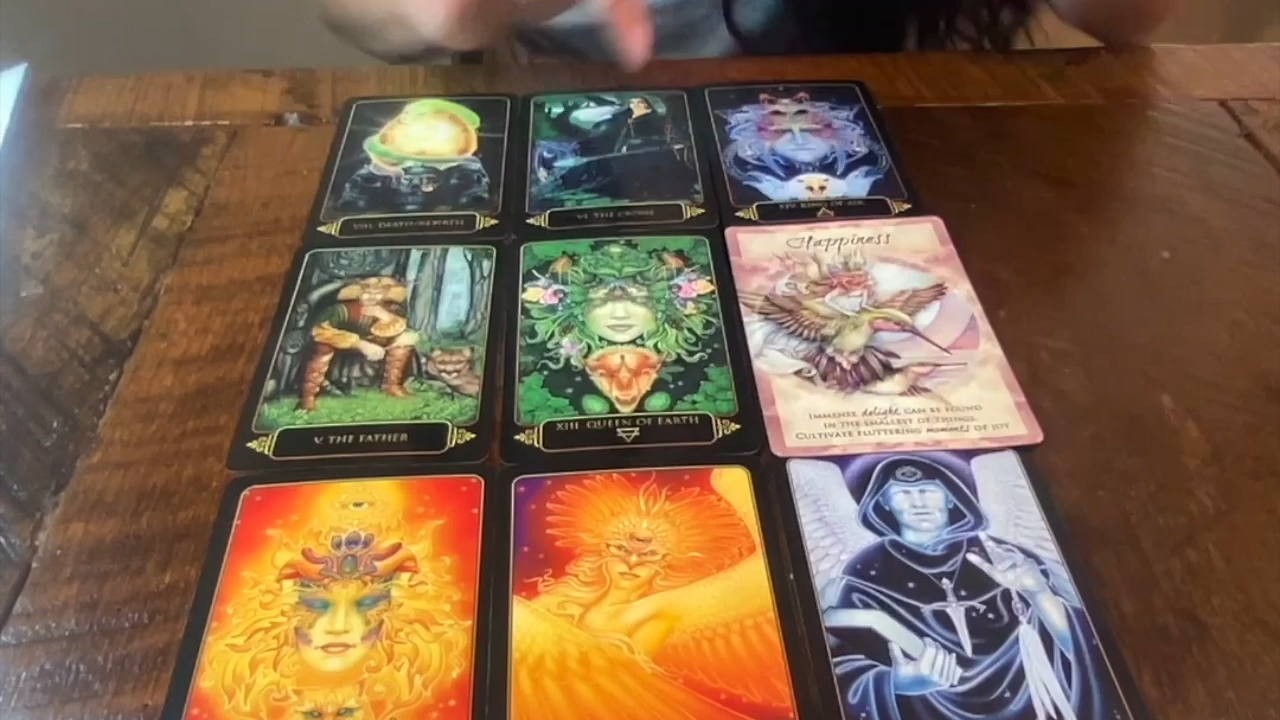 VIII. DEATH-REBIRTH
VI. THE CRONE
XIV. KING OF AIR
Happiness
IMMENSE delight CAN BE FOUND
IN THE SMALLEST OF THINGS.
CULTIVATE FLUTTERING moments OF JOY
V. THE FATHER
XIII QUEEN OF EARTH